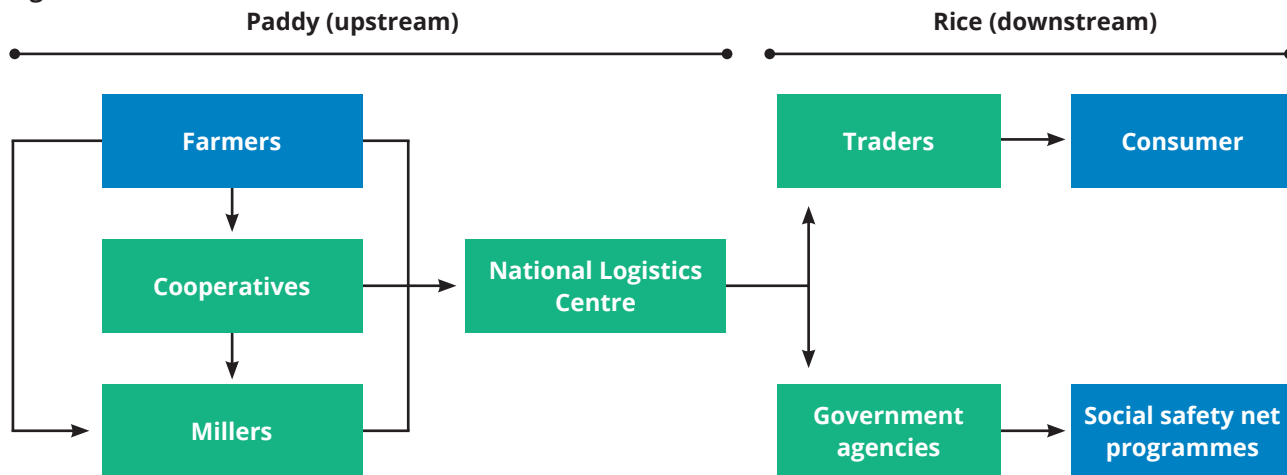 Paddy (upstream)
Rice (downstream)
Farmers
Traders
Consumer
Cooperatives
National Logistics
Centre
Millers
Government
agencies
Social safety net
programmes